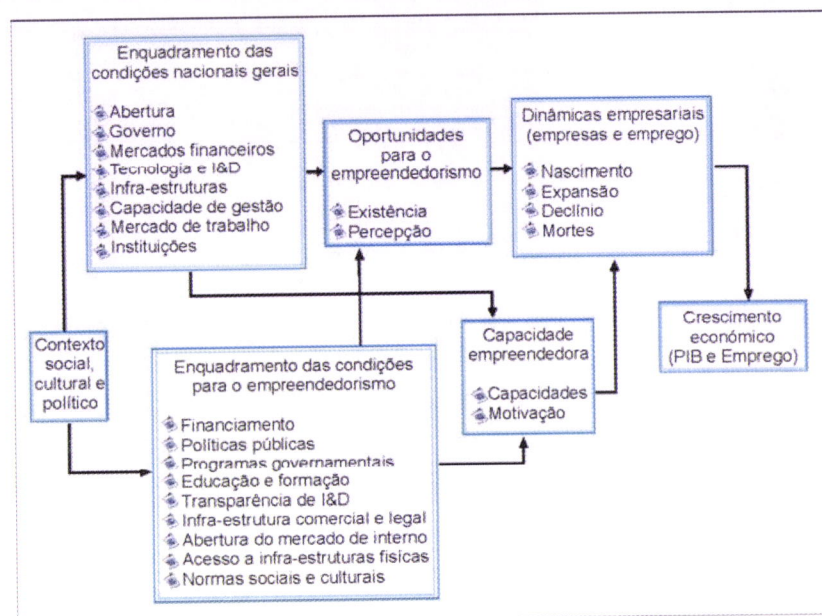 Enquadramento das
condições nacionais gerais
Abertura
Governo
Mercados financeiros
Tecnologia e I&D
Infra-estruturas
Capacidade de gestão
Mercado de trabalho
Instituições
Oportunidades
para o
empreendedorismo
Existência
Percepção
Dinâmicas empresariais
(empresas e emprego)
Nascimento
Expansão
Declínio
Mortes
Contexto
social,
cultural e
político
Enquadramento das condições
para o empreendedorismo
Financiamento
Políticas públicas
Programas governamentais
Educação e formação
Transparência de I&D
Infra-estrutura comercial e legal
Abertura do mercado de interno
Acesso a infra-estruturas físicas
Normas sociais e culturais
Capacidade
empreendedora
Capacidades
Motivação
Crescimento
económico
(PIB e Emprego)